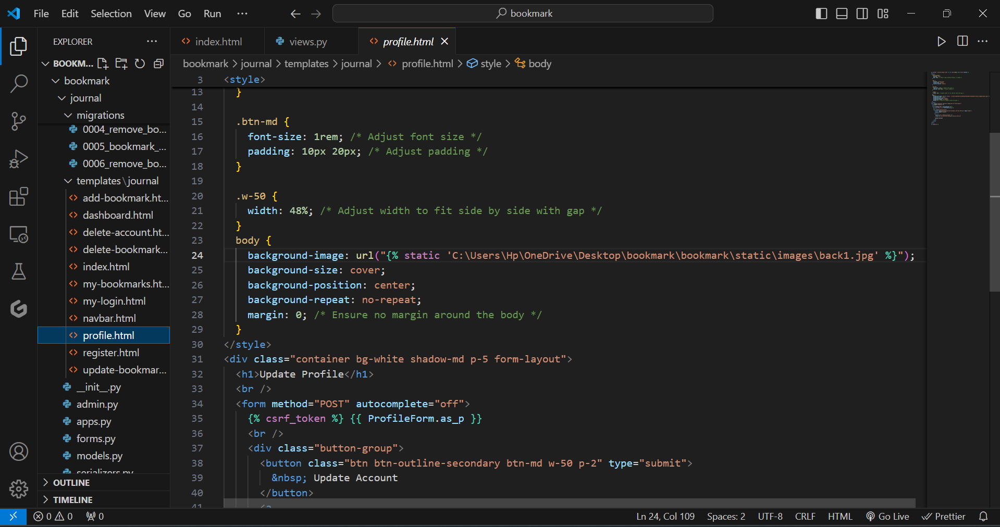 File Edit Selection View Go Run ··· bookmark
EXPLORER ···
BOOKM...
bookmark
journal
migrations
0004_remove_bo...
0005_bookmark_...
0006_remove_bo...
templates\journal
add-bookmark.ht...
dashboard.html
delete-account.ht...
delete-bookmark...
index.html
my-bookmarks.ht...
my-login.html
navbar.html
profile.html
register.html
update-bookmar...
__init__.py
admin.py
apps.py
forms.py
models.py
serializers.py
OUTLINE
TIMELINE
index.html views.py profile.html
bookmark > journal > templates > journal > <> profile.html > style > body
3 <style>
13 }
14
15 .btn-md {
16 font-size: 1rem; /* Adjust font size */
17 padding: 10px 20px; /* Adjust padding */
18 }
19
20 .w-50 {
21 width: 48%; /* Adjust width to fit side by side with gap */
22 }
23 body {
24 background-image: url("{% static 'C:\Users\Hp\OneDrive\Desktop\bookmark\bookmark\static\images\back1.jpg' %}");
25 background-size: cover;
26 background-position: center;
27 background-repeat: no-repeat;
28 margin: 0; /* Ensure no margin around the body */
29 }
30 </style>
31 <div class="container bg-white shadow-md p-5 form-layout">
32 <h1>Update Profile</h1>
33 <br />
34 <form method="POST" autocomplete="off">
35 {% csrf_token %} {{ ProfileForm.as_p }}
36 <br />
37 <div class="button-group">
38 <button class="btn btn-outline-secondary btn-md w-50 p-2" type="submit">
39 &nbsp; Update Account
40 </button>
41 <a
0 0 0 Ln 24, Col 109 Spaces: 2 UTF-8 CRLF HTML Go Live Prettier